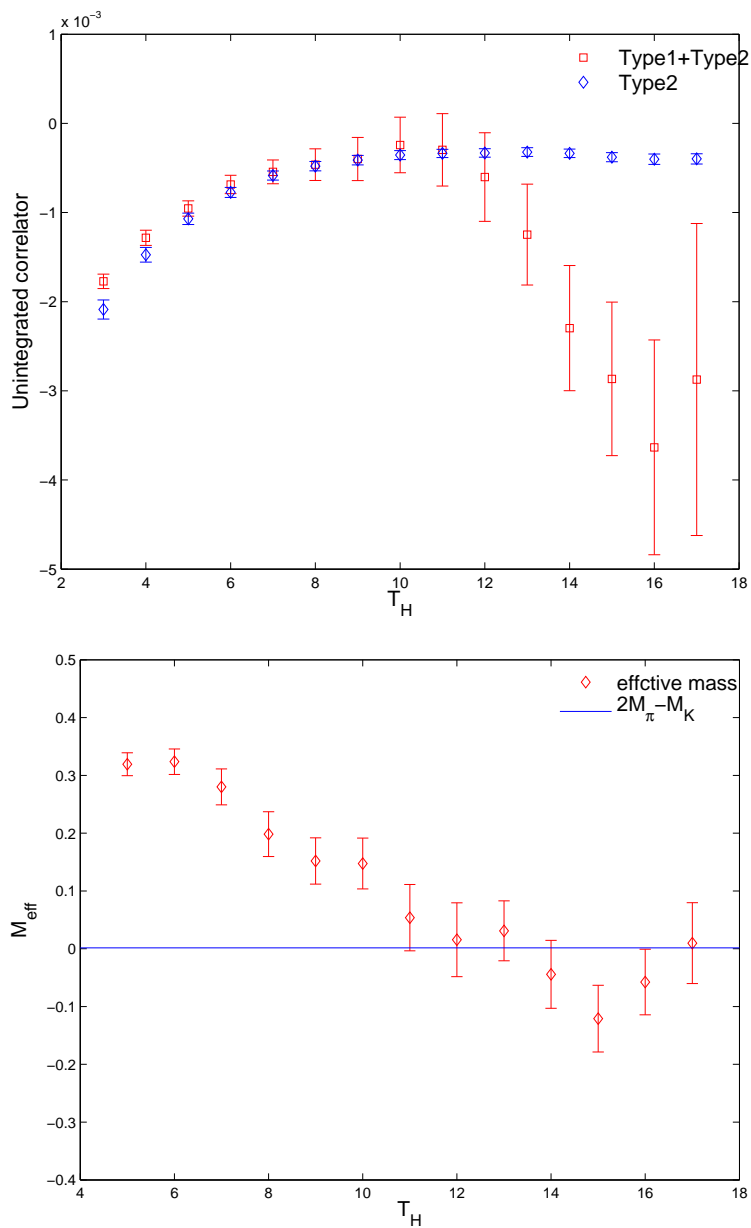 x 10⁻³
1
0
−1
−2
−3
−4
−5
Unintegrated correlator
Type1+Type2
Type2
2 4 6 8 10 12 14 16 18
T_H
0.5
0.4
0.3
0.2
0.1
0
−0.1
−0.2
−0.3
−0.4
M_eff
effctive mass
2M_π−M_K
4 6 8 10 12 14 16 18
T_H